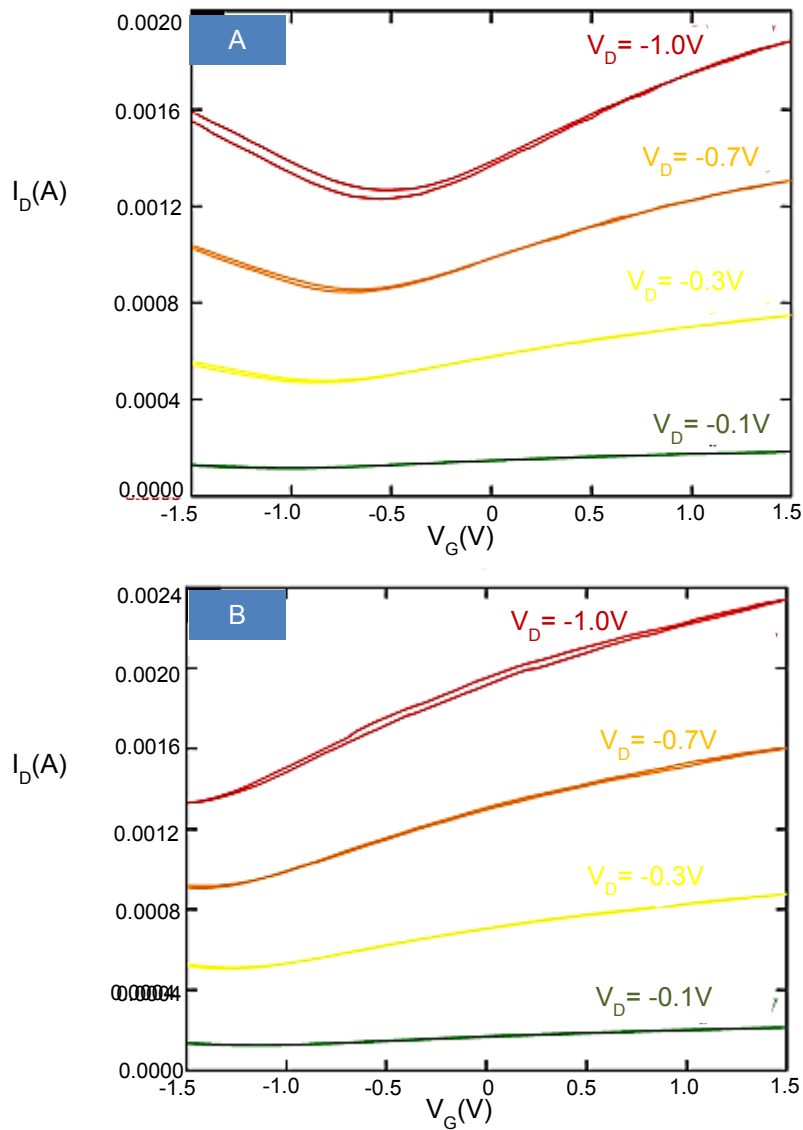 0.0020
A
V_D= -1.0V
0.0016
V_D= -0.7V
I_D(A)
0.0012
V_D= -0.3V
0.0008
0.0004
V_D= -0.1V
0.0000
-1.5 -1.0 -0.5 0 0.5 1.0 1.5
V_G(V)
0.0024
B
V_D= -1.0V
0.0020
V_D= -0.7V
I_D(A)
0.0016
0.0012
V_D= -0.3V
0.0008
0.0004
V_D= -0.1V
0.0000
-1.5 -1.0 -0.5 0 0.5 1.0 1.5
V_G(V)